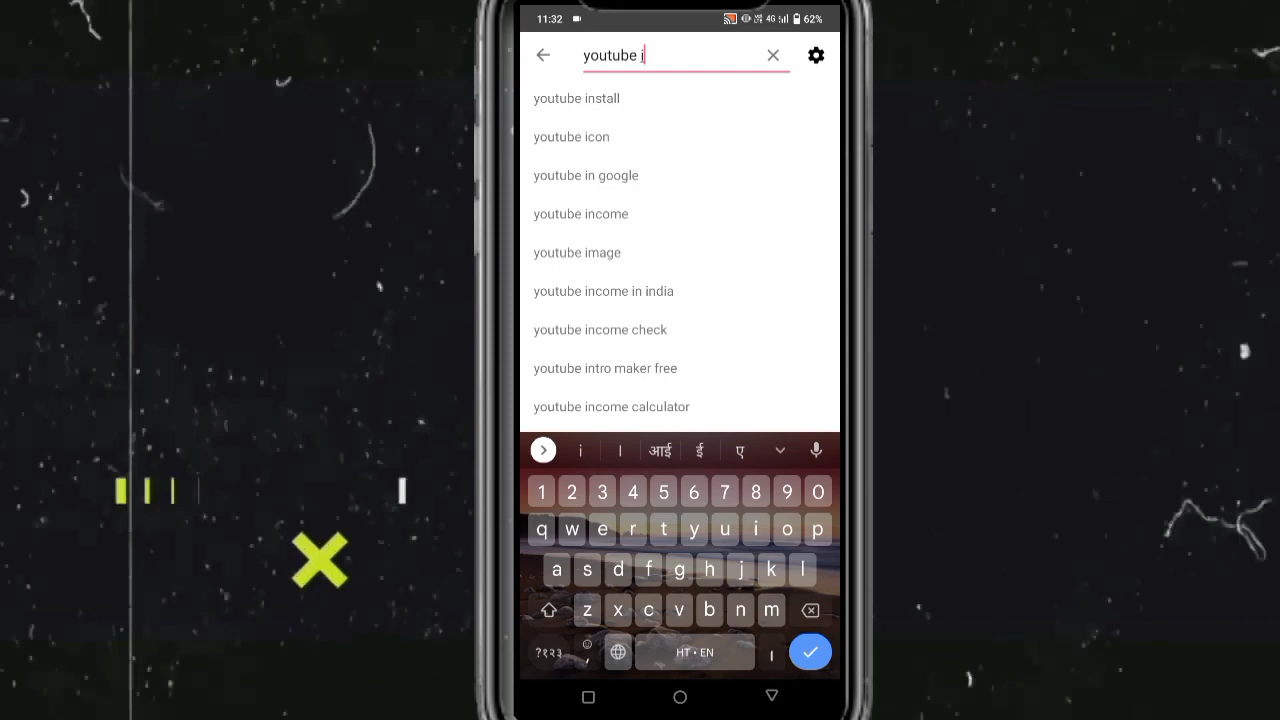 11:32 4G 62%
youtube i
youtube install
youtube icon
youtube in google
youtube income
youtube image
youtube income in india
youtube income check
youtube intro maker free
youtube income calculator
i l आई ई ए
1 2 3 4 5 6 7 8 9 0
q w e r t y u i o p
a s d f g h j k l
z x c v b n m
?१२३ , HT • EN ।